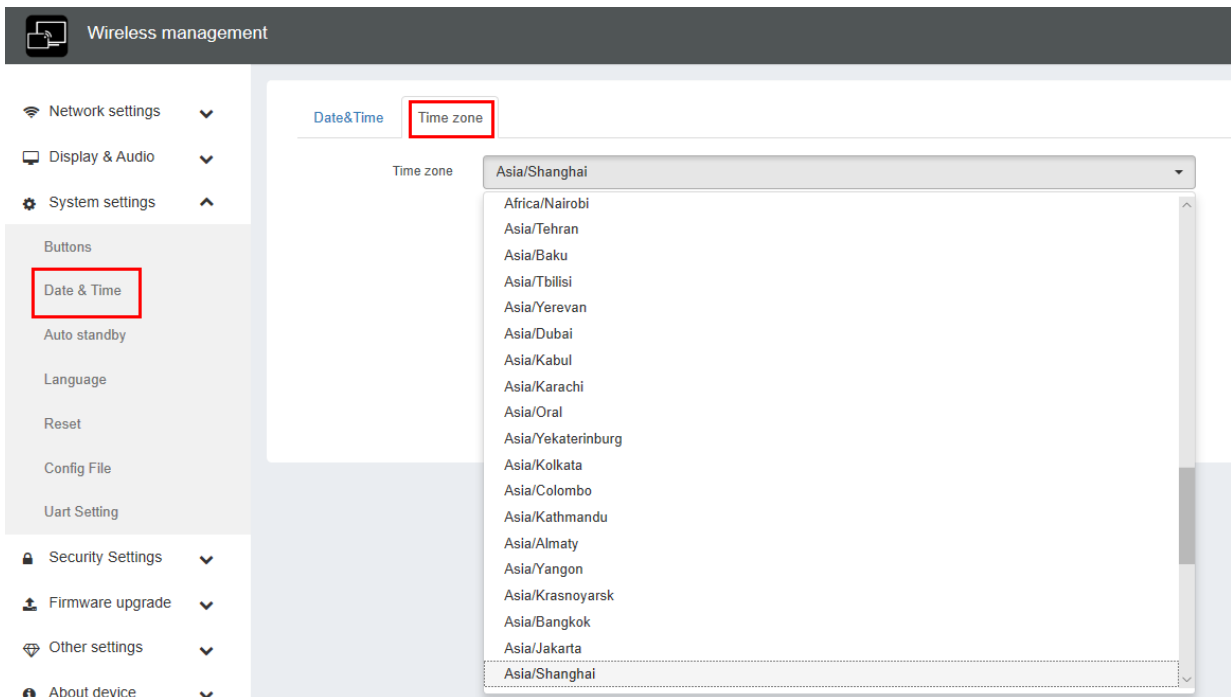 Wireless management
Network settings
Display & Audio
System settings
Buttons
Date & Time
Auto standby
Language
Reset
Config File
Uart Setting
Security Settings
Firmware upgrade
Other settings
About device
Date&Time
Time zone
Time zone
Asia/Shanghai
Africa/Nairobi
Asia/Tehran
Asia/Baku
Asia/Tbilisi
Asia/Yerevan
Asia/Dubai
Asia/Kabul
Asia/Karachi
Asia/Oral
Asia/Yekaterinburg
Asia/Kolkata
Asia/Colombo
Asia/Kathmandu
Asia/Almaty
Asia/Yangon
Asia/Krasnoyarsk
Asia/Bangkok
Asia/Jakarta
Asia/Shanghai